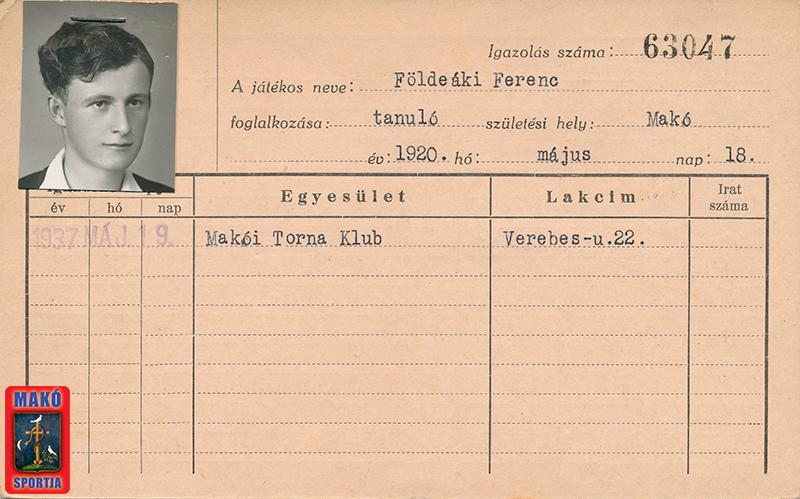 Igazolás száma: 63047
A játékos neve: Földeáki Ferenc
foglalkozása: tanuló születési hely: Makó
év: 1920. hó: május nap: 18.
Egyesület Lakcim Irat száma
év hó nap
1937 MÁJ. 19. Makói Torna Klub Verebes-u.22.
MAKÓ
SPORTJA